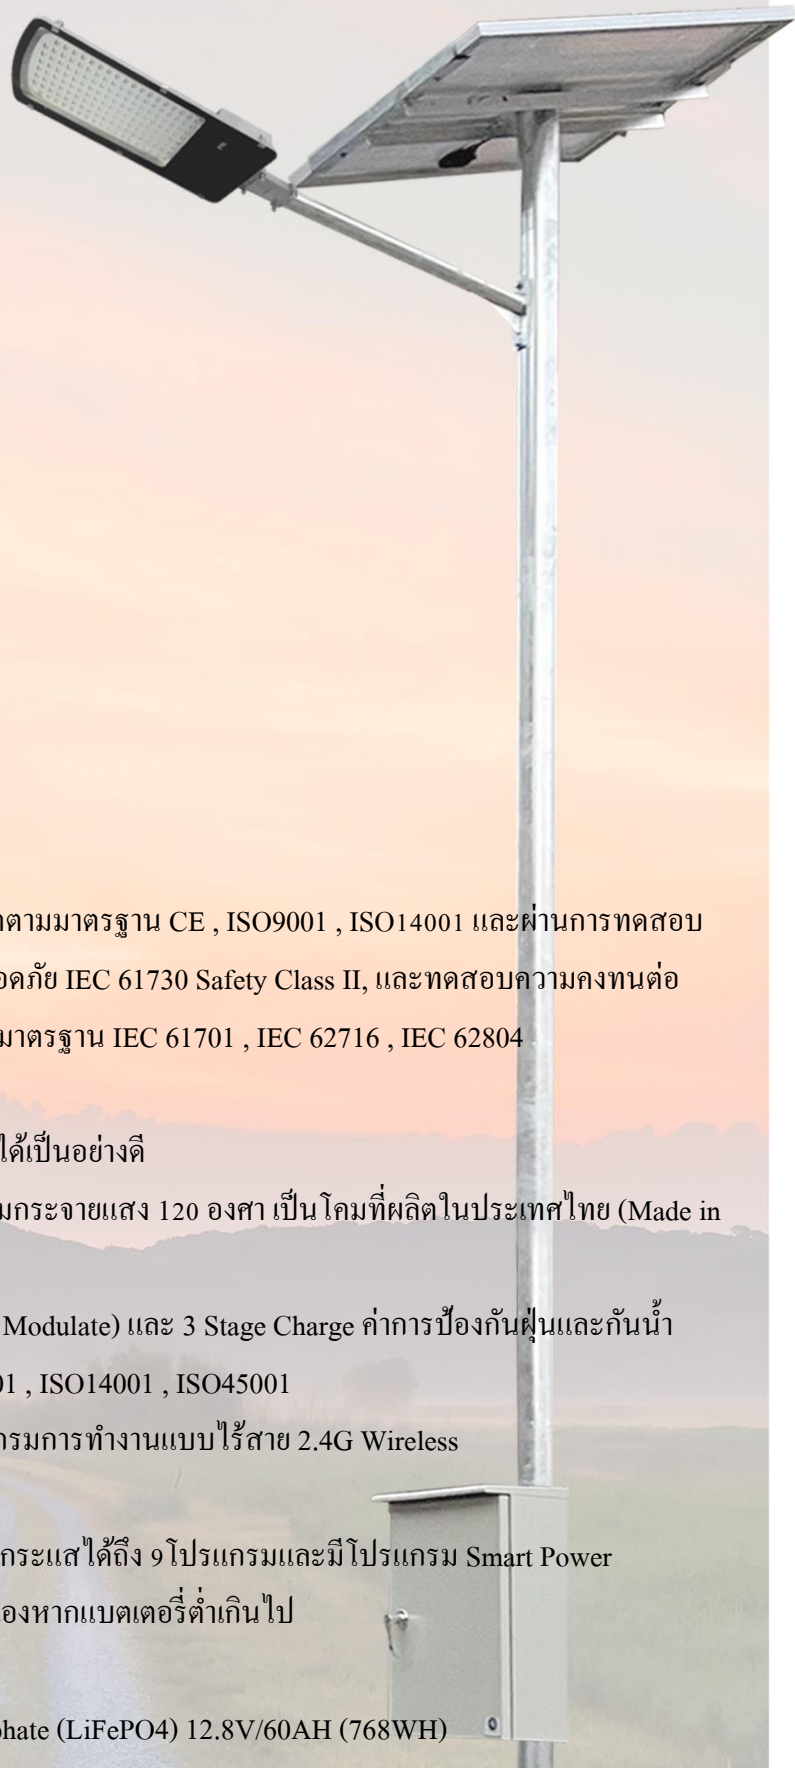 ตามมาตรฐาน CE , ISO9001 , ISO14001 และผ่านการทดสอบ
อดภัย IEC 61730 Safety Class II, และทดสอบความคงทนต่อ
มาตรฐาน IEC 61701 , IEC 62716 , IEC 62804
ได้เป็นอย่างดี
มกระจายแสง 120 องศา เป็นโคมที่ผลิตในประเทศไทย (Made in
Modulate) และ 3 Stage Charge ค่าการป้องกันฝุ่นและกันน้ำ
01 , ISO14001 , ISO45001
กรมการทำงานแบบไร้สาย 2.4G Wireless
กระแสได้ถึง 9 โปรแกรมและมีโปรแกรม Smart Power
องหากแบตเตอรี่ต่ำเกินไป
phate (LiFePO4) 12.8V/60AH (768WH)